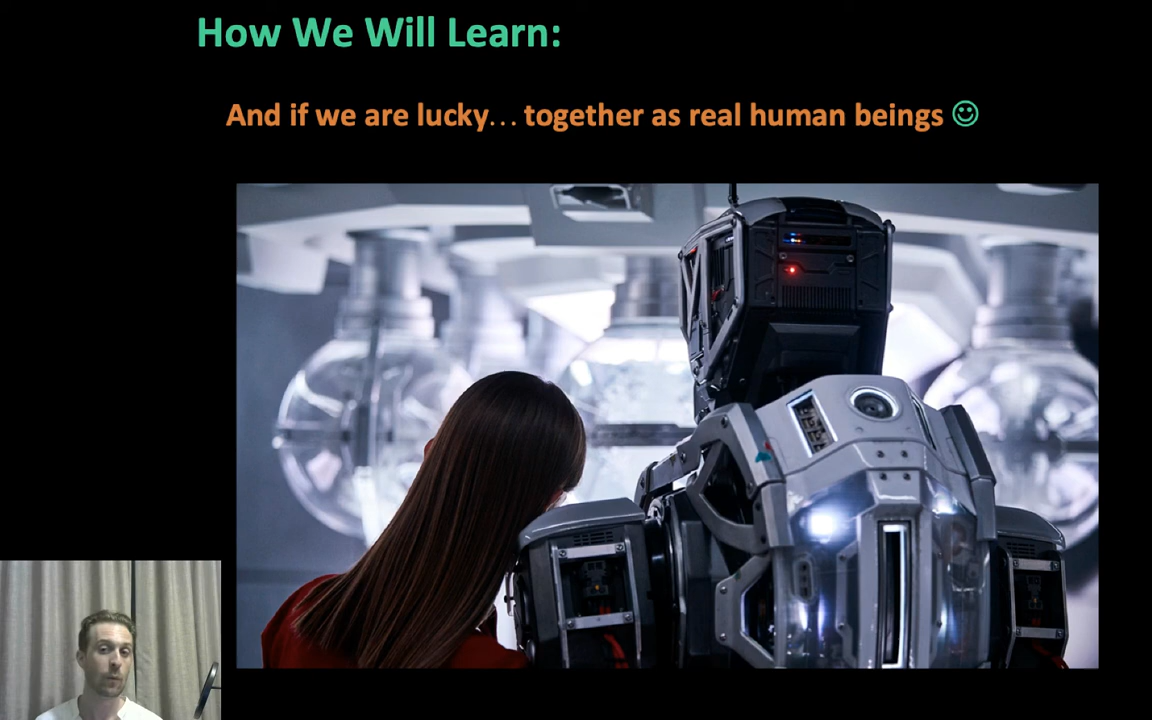 How We Will Learn:
And if we are lucky... together as real human beings ☺